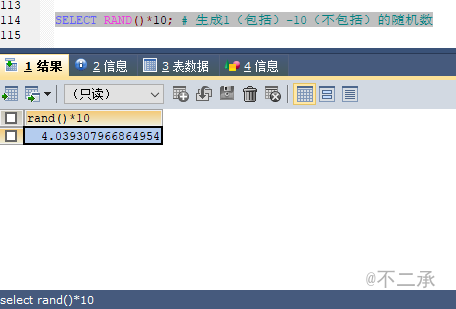 113
114 SELECT RAND()*10; # 生成1（包括）-10（不包括）的随机数
115
1 结果 2 信息 3 表数据 4 信息
（只读）
rand()*10
4.039307966864954
@不二承
select rand()*10